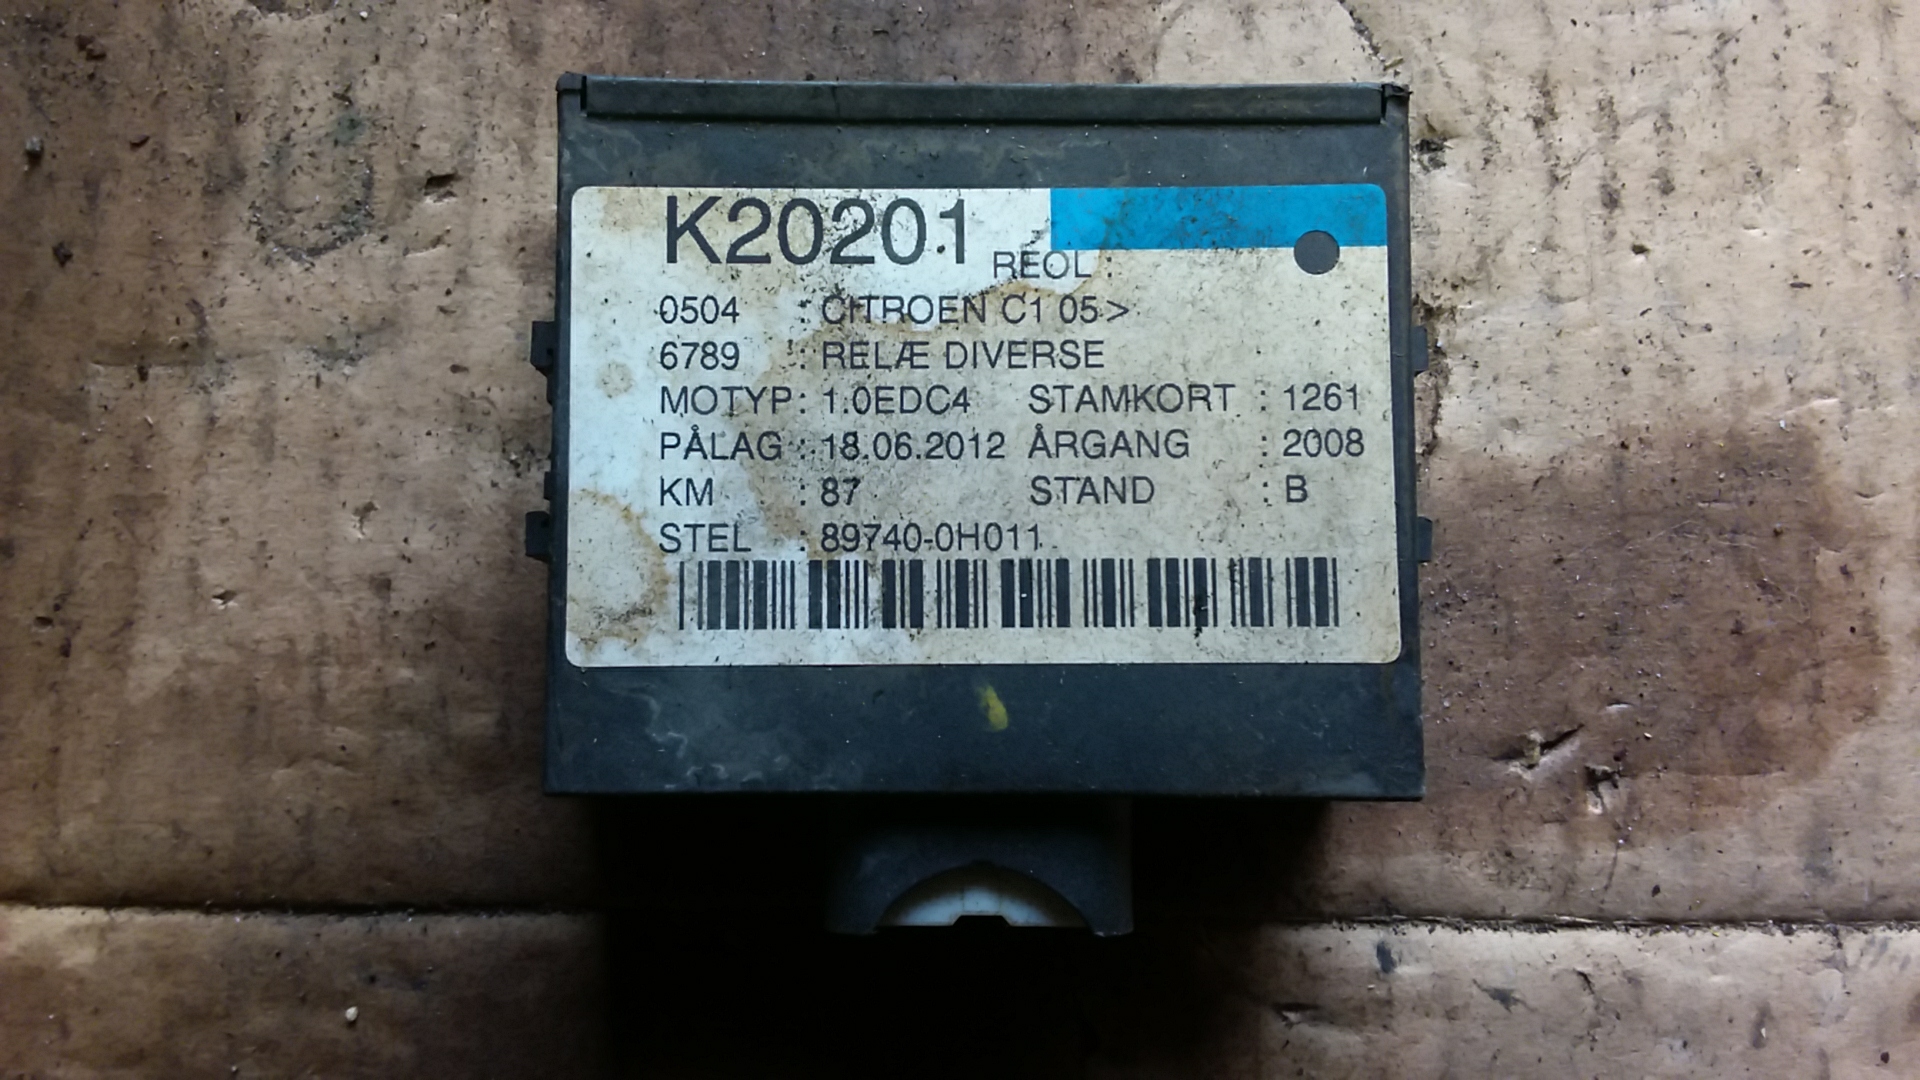 K20201 REOL :
0504 : CITROEN C1 05>
6789 : RELÆ DIVERSE
MOTYP : 1.0EDC4 STAMKORT : 1261
PÅLAG : 18.06.2012 ÅRGANG : 2008
KM : 87 STAND : B
STEL : 89740-0H011